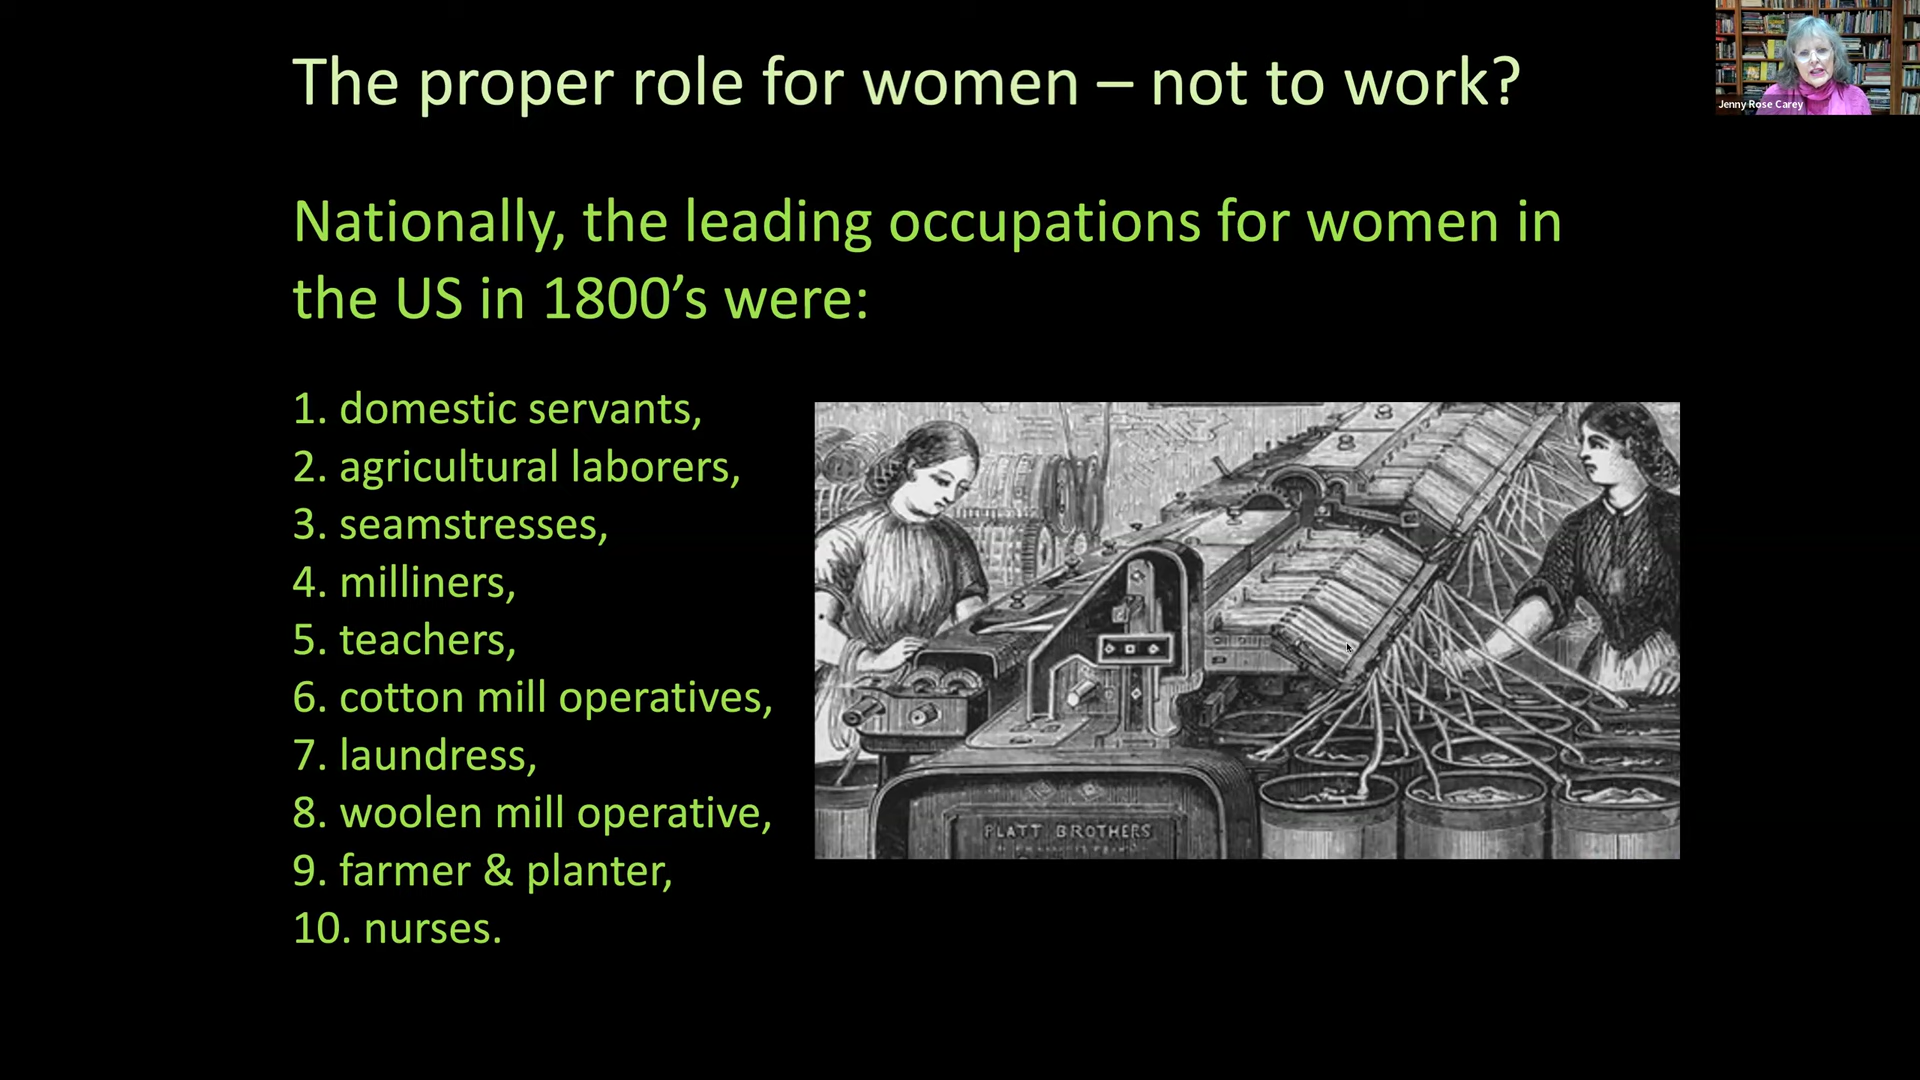 The proper role for women – not to work?
Jenny Rose Carey
Nationally, the leading occupations for women in
the US in 1800’s were:
1. domestic servants,
2. agricultural laborers,
3. seamstresses,
4. milliners,
5. teachers,
6. cotton mill operatives,
7. laundress,
8. woolen mill operative,
9. farmer & planter,
10. nurses.
PLATT BROTHERS